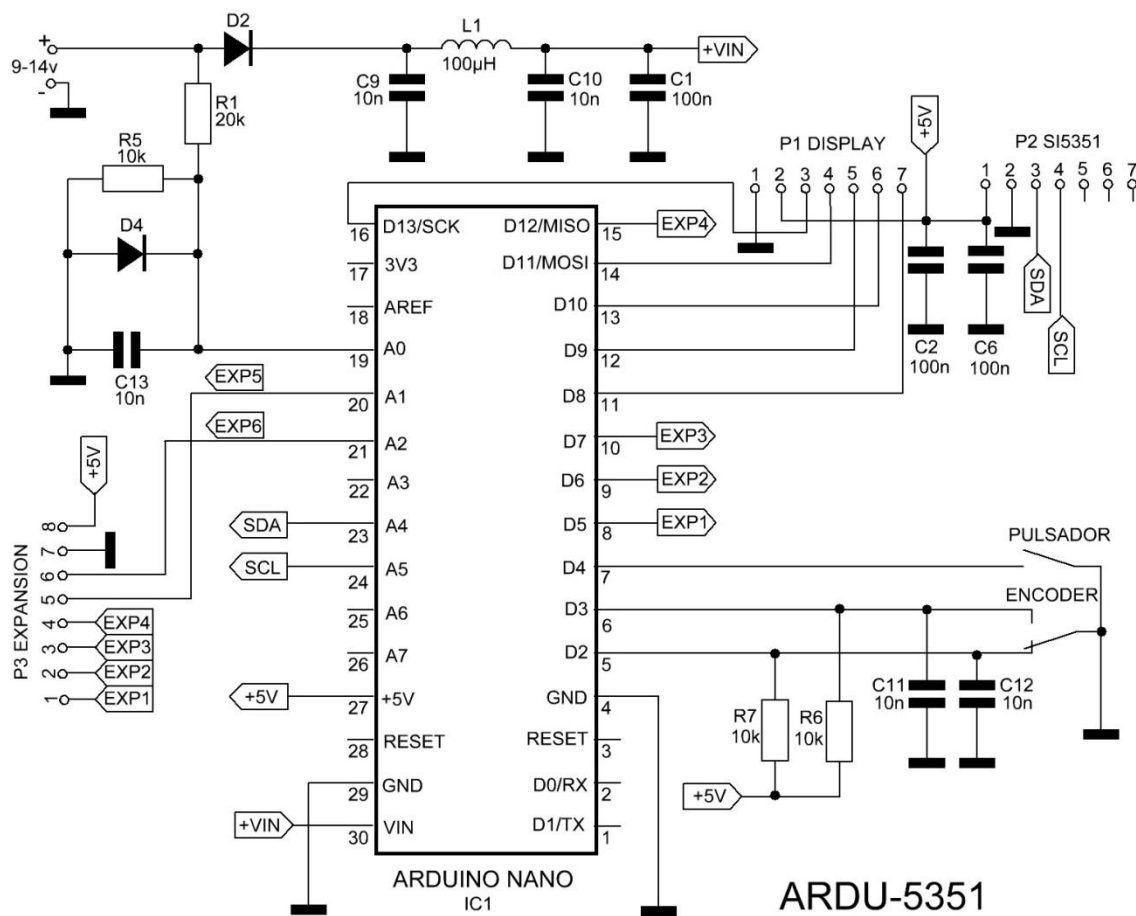 D2
L1
+
9-14v
-
100µH
+VIN
R1
20k
C9
10n
C10
10n
C1
100n
R5
10k
D4
C13
10n
P1 DISPLAY
1 2 3 4 5 6 7
+5V
P2 SI5351
1 2 3 4 5 6 7
C2
100n
C6
100n
SDA
SCL
16 D13/SCK
17 3V3
18 AREF
19 A0
20 A1
21 A2
22 A3
23 A4
24 A5
25 A6
26 A7
27 +5V
28 RESET
29 GND
30 VIN
D12/MISO 15
D11/MOSI 14
D10 13
D9 12
D8 11
D7 10
D6 9
D5 8
D4 7
D3 6
D2 5
GND 4
RESET 3
D0/RX 2
D1/TX 1
EXP5
EXP6
SDA
SCL
+5V
+VIN
EXP4
EXP3
EXP2
EXP1
P3 EXPANSION
+5V
8
7
6
5
4 EXP4
3 EXP3
2 EXP2
1 EXP1
PULSADOR
ENCODER
R7
10k
R6
10k
C11
10n
C12
10n
+5V
ARDUINO NANO
IC1
ARDU-5351